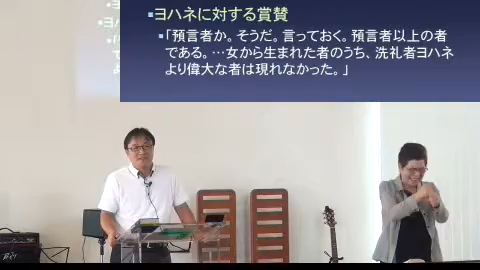 ヨハネに対する賞賛
「預言者か。そうだ。言っておく。預言者以上の者
である。…女から生まれた者のうち、洗礼者ヨハネ
より偉大な者は現れなかった。」